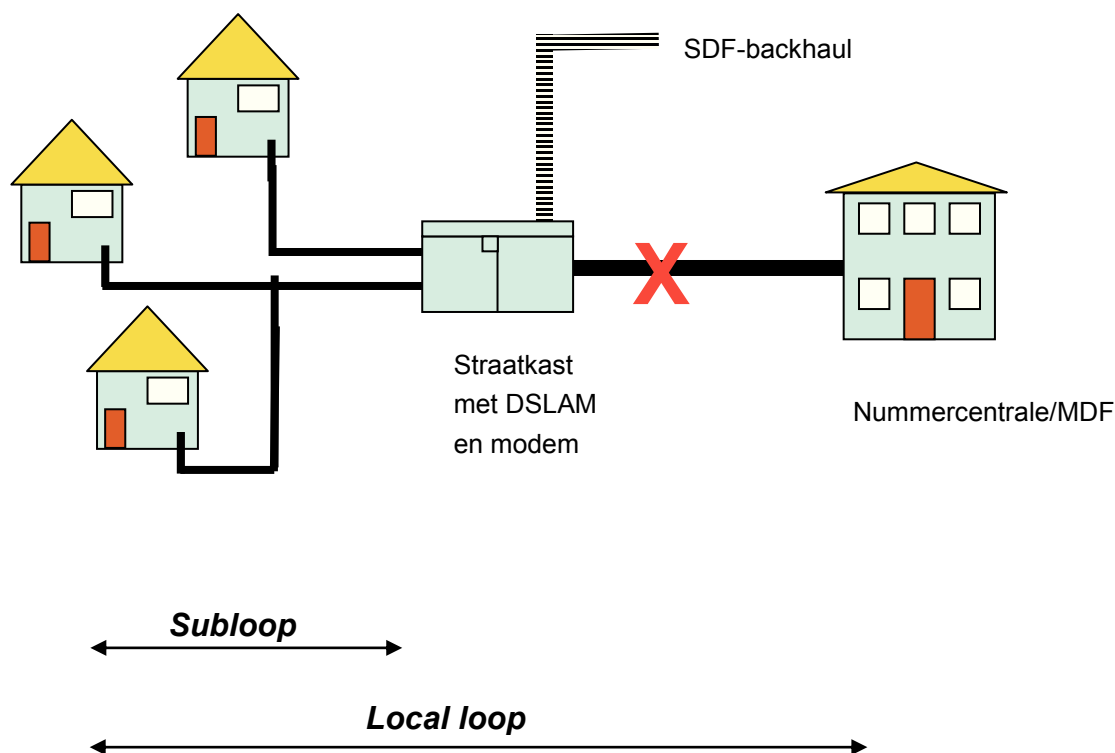 SDF-backhaul
Straatkast
met DSLAM
en modem
Nummercentrale/MDF
Subloop
Local loop